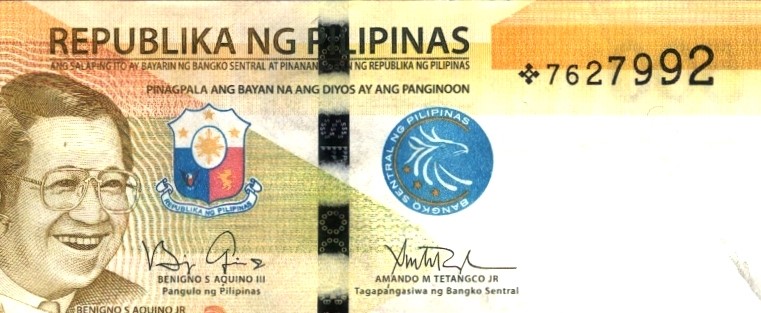 REPUBLIKA NG PILIPINAS
ANG SALAPING ITO AY BAYARIN NG BANGKO SENTRAL AT PINANAN NG REPUBLIKA NG PILIPINAS
PINAGPALA ANG BAYAN NA ANG DIYOS AY ANG PANGINOON
7627992
REPUBLIKA NG PILIPINAS
BANGKO SENTRAL NG PILIPINAS
BENIGNO S AQUINO III
Pangulo ng Pilipinas
AMANDO M TETANGCO JR
Tagapangasiwa ng Bangko Sentral
BENIGNO S AQUINO JR